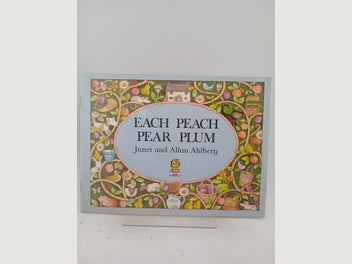 EACH PEACH
PEAR PLUM
Janet and Allan Ahlberg